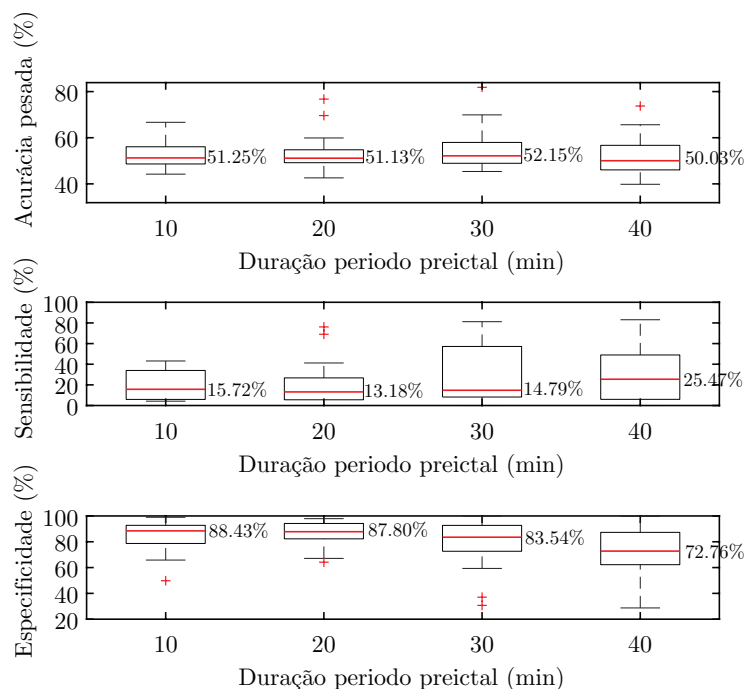 Acurácia pesada (%)
80
60
40
51.25%
51.13%
52.15%
50.03%
10 20 30 40
Duração periodo preictal (min)
Sensibilidade (%)
100
80
60
40
20
0
15.72%
13.18%
14.79%
25.47%
10 20 30 40
Duração periodo preictal (min)
Especificidade (%)
100
80
60
40
20
88.43%
87.80%
83.54%
72.76%
10 20 30 40
Duração periodo preictal (min)